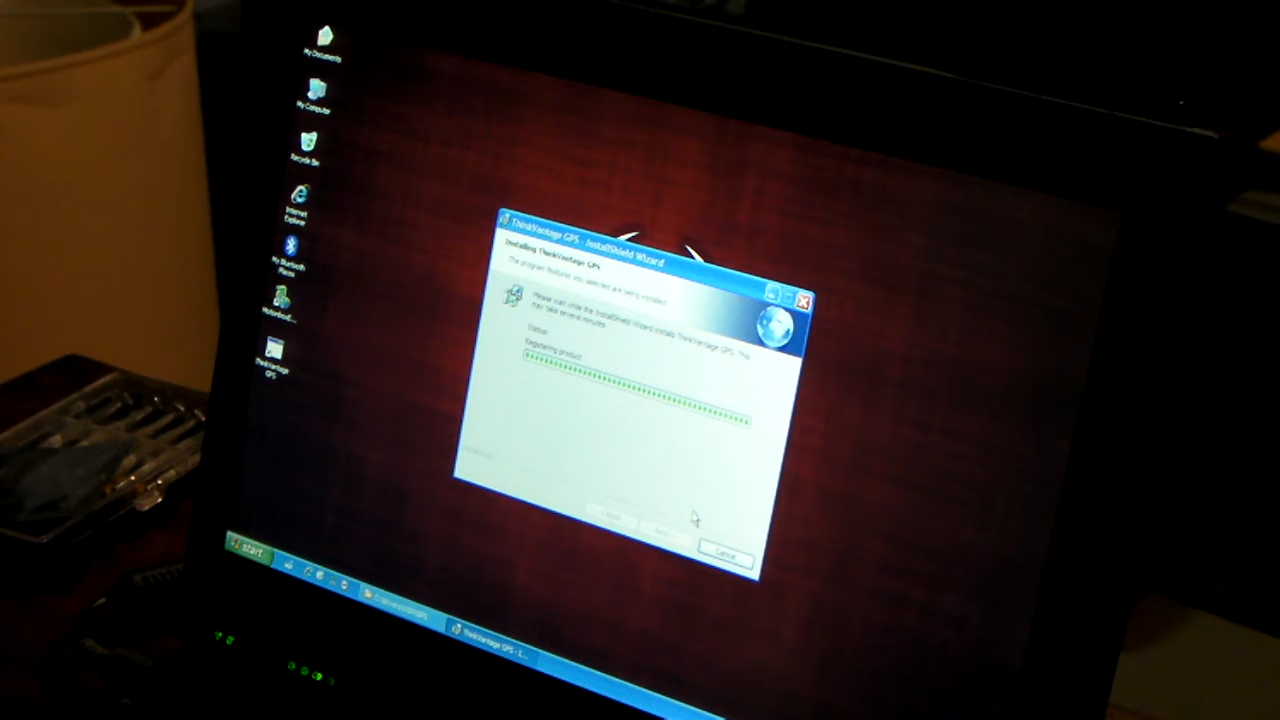 My Documents
My Computer
Recycle Bin
Internet
Explorer
My Bluetooth
Places
ThinkVantage
GPS
ThinkVantage GPS - InstallShield Wizard
Installing ThinkVantage GPS
The program features you selected are being installed.
Please wait while the InstallShield Wizard installs ThinkVantage GPS. This
may take several minutes.
Status:
Registering product
Cancel
start
ThinkVantage GPS - I...